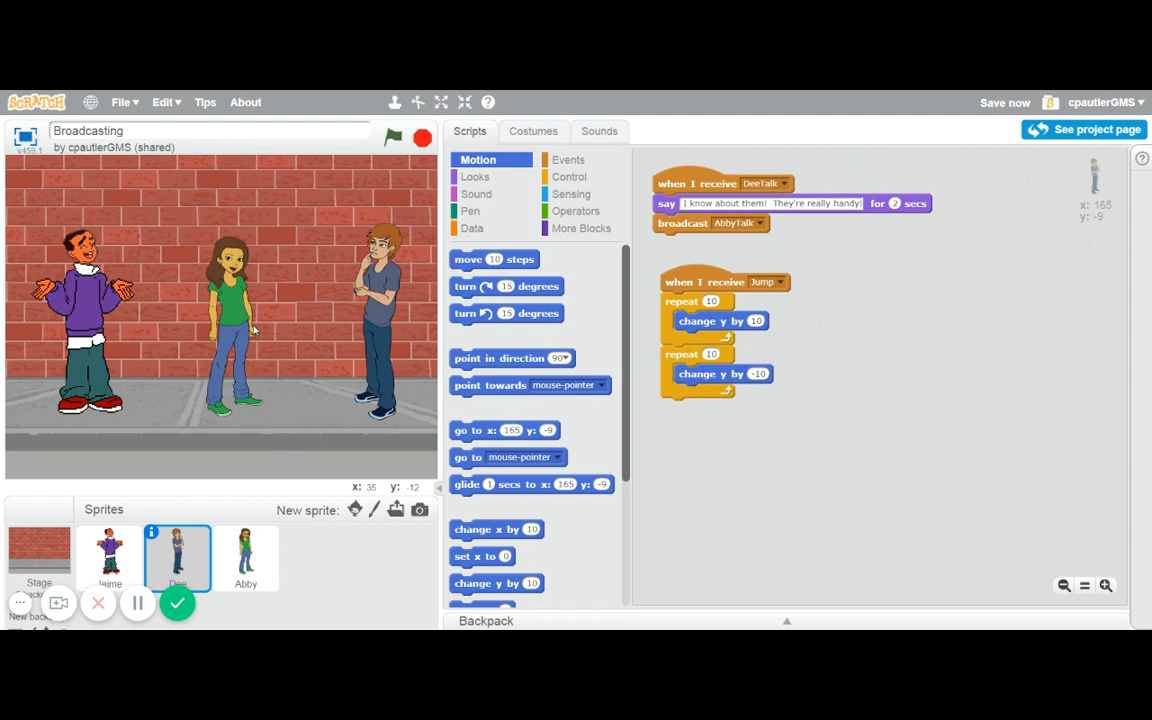 SCRATCH File Edit Tips About Save now cpautlerGMS
Broadcasting
by cpautlerGMS (shared)
v459.1
Scripts Costumes Sounds
See project page
Motion Events
Looks Control
Sound Sensing
Pen Operators
Data More Blocks
move 10 steps
turn 15 degrees
turn 15 degrees
point in direction 90
point towards mouse-pointer
go to x: 165 y: -9
go to mouse-pointer
glide 1 secs to x: 165 y: -9
change x by 10
set x to 0
change y by 10
when I receive DeeTalk
say I know about them! They're really handy! for 2 secs
broadcast AbbyTalk
when I receive Jump
repeat 10
change y by 10
repeat 10
change y by -10
x: 165
y: -9
x: 35 y: -12
Sprites New sprite:
Stage
Jaime Dee Abby
Backpack